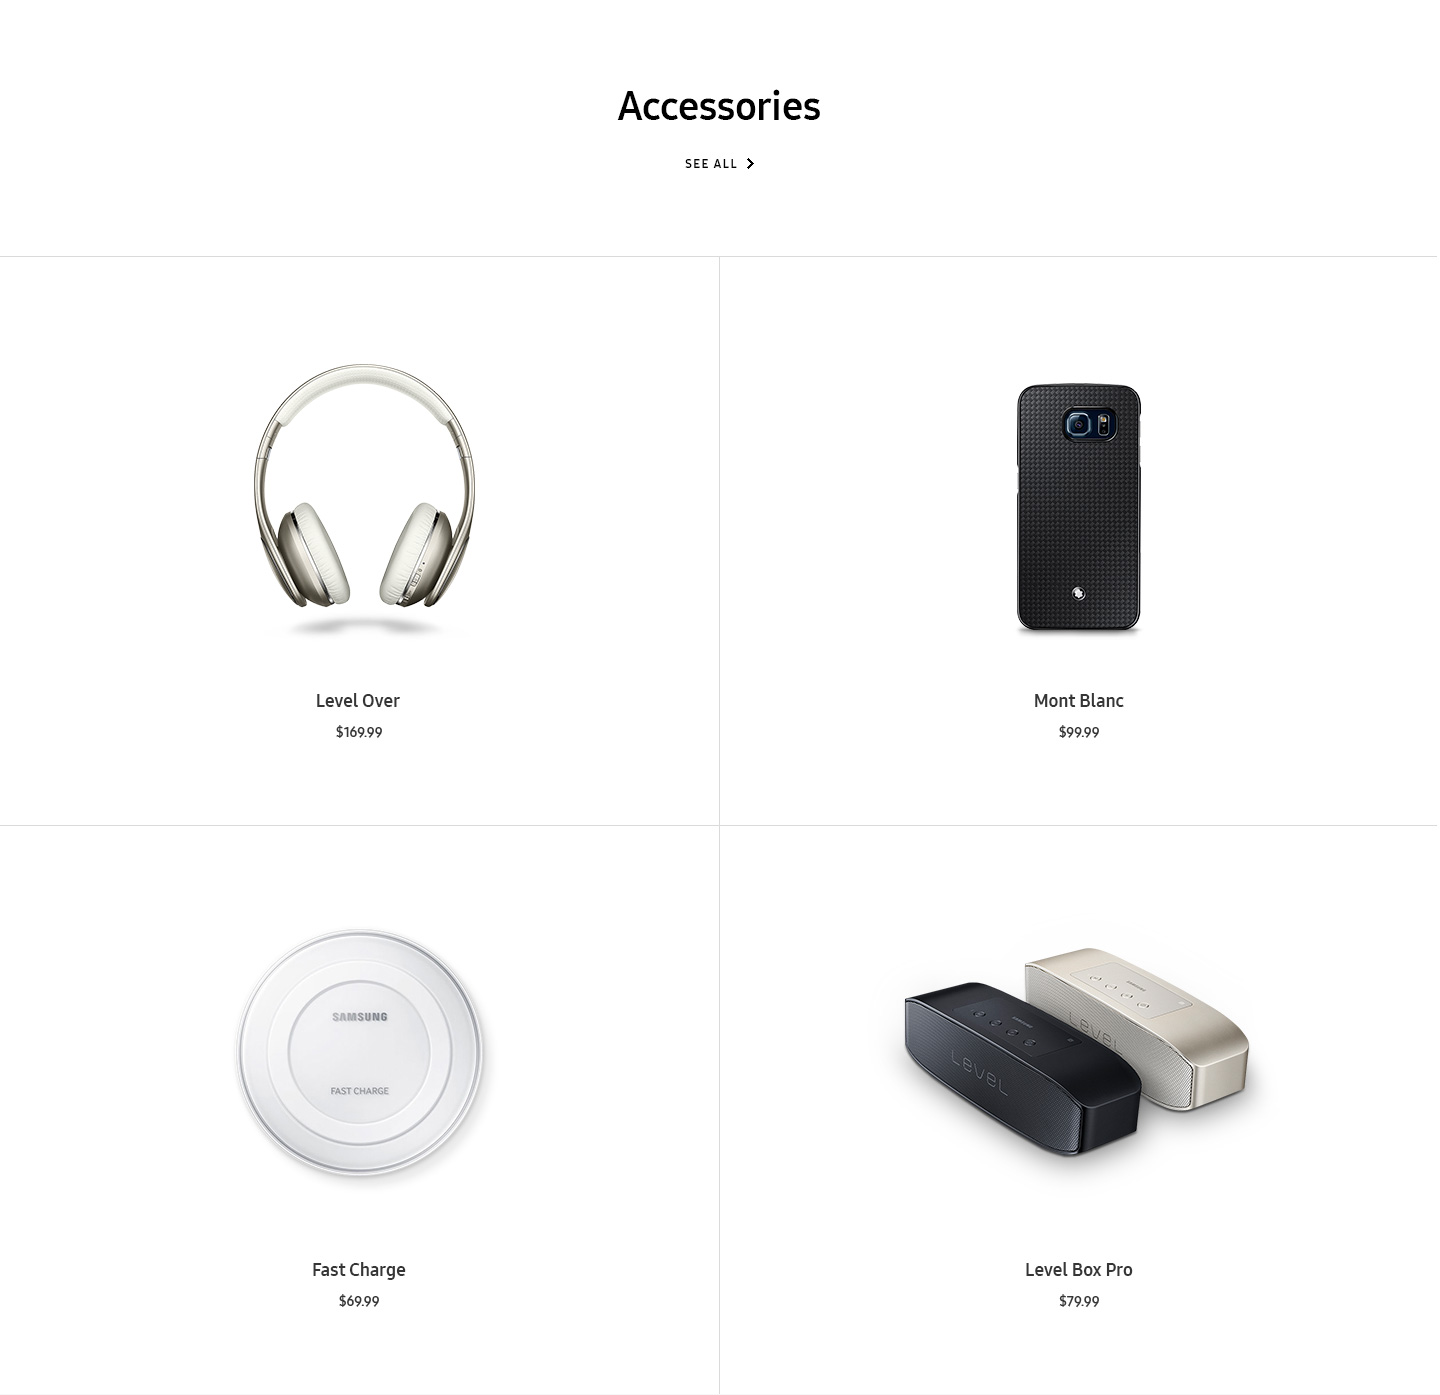 Accessories
SEE ALL
Level Over
$169.99
Mont Blanc
$99.99
SAMSUNG
FAST CHARGE
Fast Charge
$69.99
LEVEL
LEVEL
Level Box Pro
$79.99